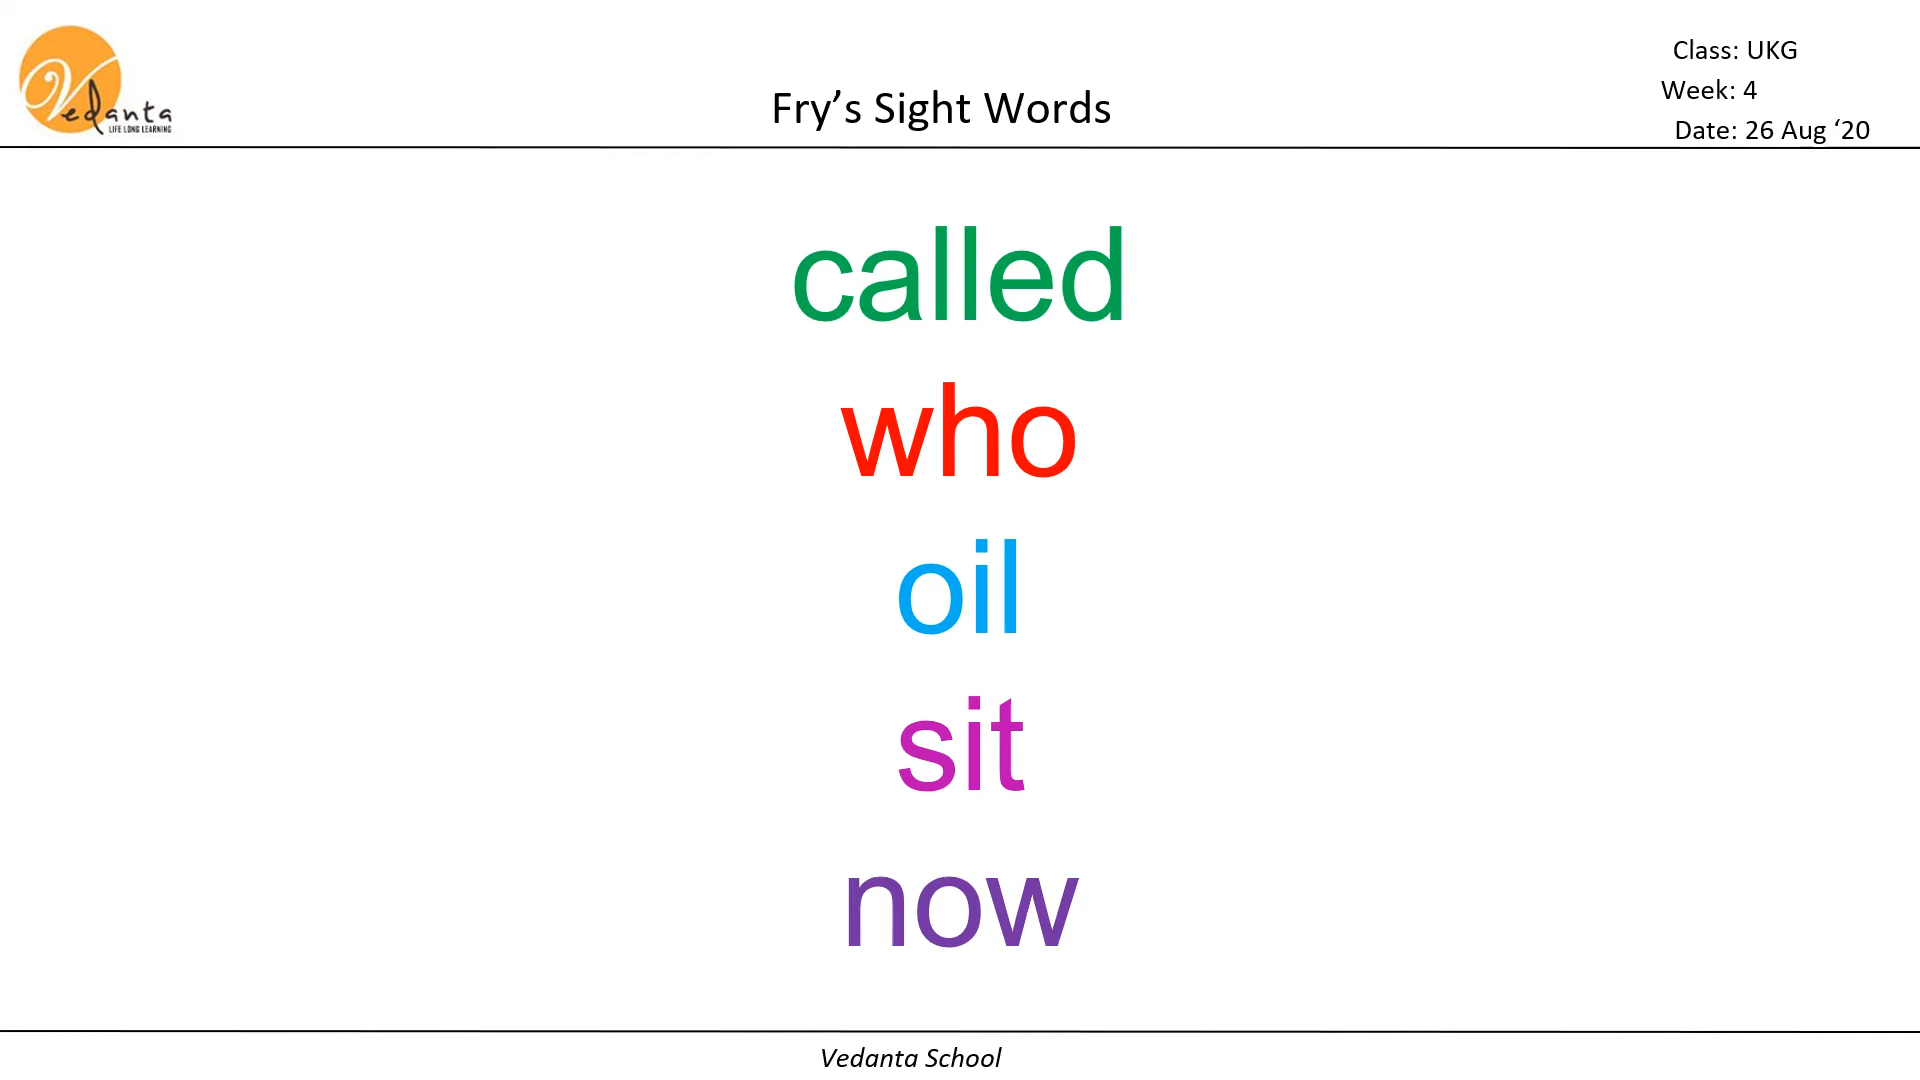 Vedanta
LIFE LONG LEARNING
Fry’s Sight Words
Class: UKG
Week: 4
Date: 26 Aug ‘20
called
who
oil
sit
now
Vedanta School